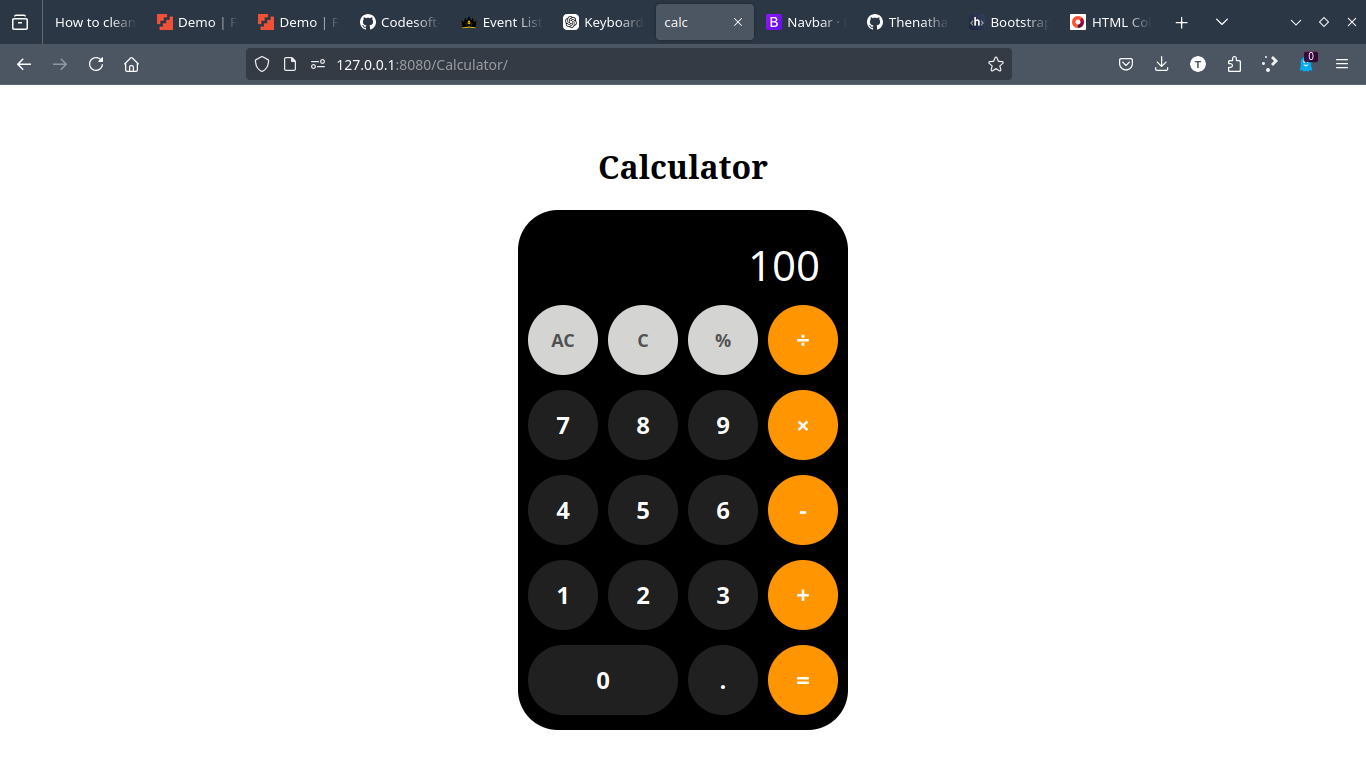 How to clean
Demo | F
Demo | F
Codesoft
Event List
Keyboard
calc
Navbar ·
Thenatha
Bootstrap
HTML Co
127.0.0.1:8080/Calculator/
T
0
Calculator
100
AC C % ÷
7 8 9 ×
4 5 6 -
1 2 3 +
0 . =